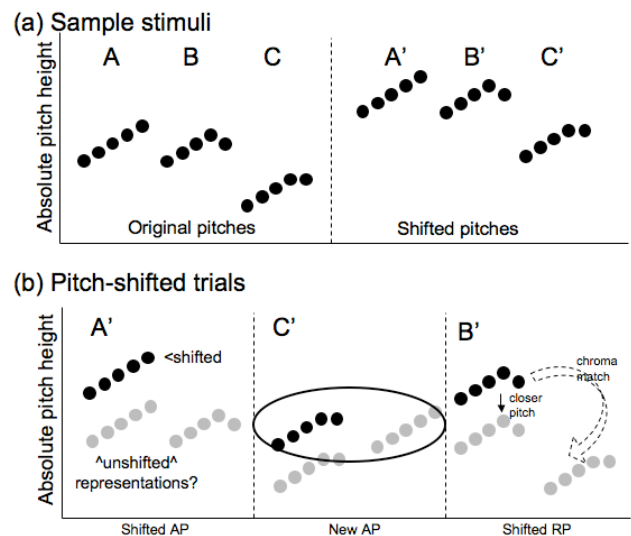 (a) Sample stimuli
Absolute pitch height
A B C A’ B’ C’
Original pitches Shifted pitches
(b) Pitch-shifted trials
Absolute pitch height
A’ C’ B’
<shifted
chroma
match
closer
pitch
^unshifted^
representations?
Shifted AP New AP Shifted RP